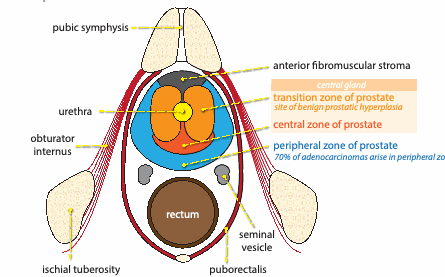 pubic symphysis
anterior fibromuscular stroma
central gland
transition zone of prostate
site of benign prostatic hyperplasia
urethra
central zone of prostate
obturator
internus
peripheral zone of prostate
70% of adenocarcinomas arise in peripheral
rectum
seminal
vesicle
ischial tuberosity
puborectalis